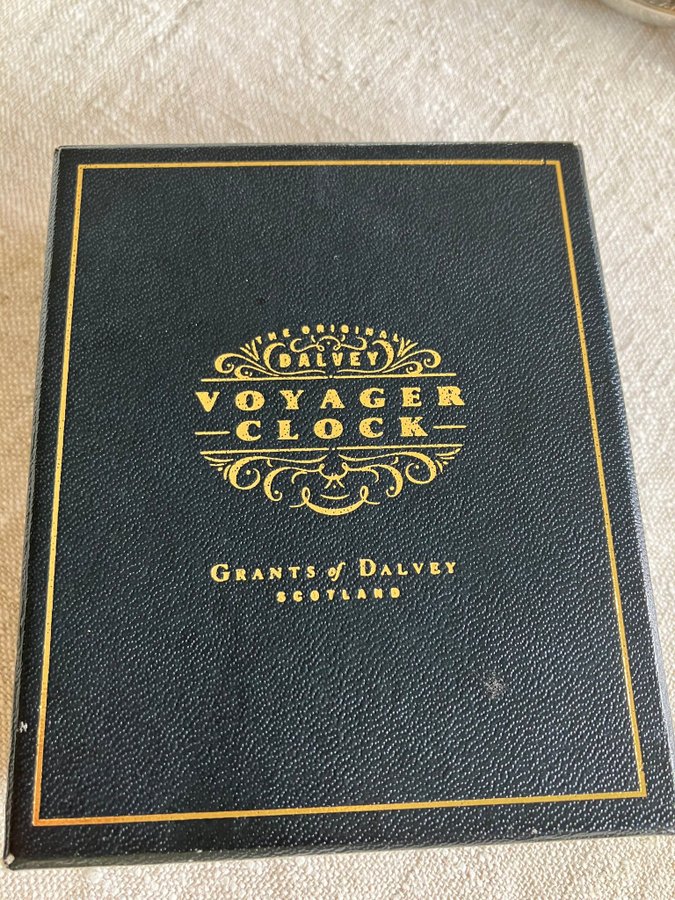 THE ORIGINAL
DALVEY
VOYAGER
CLOCK
GRANTS of DALVEY
SCOTLAND